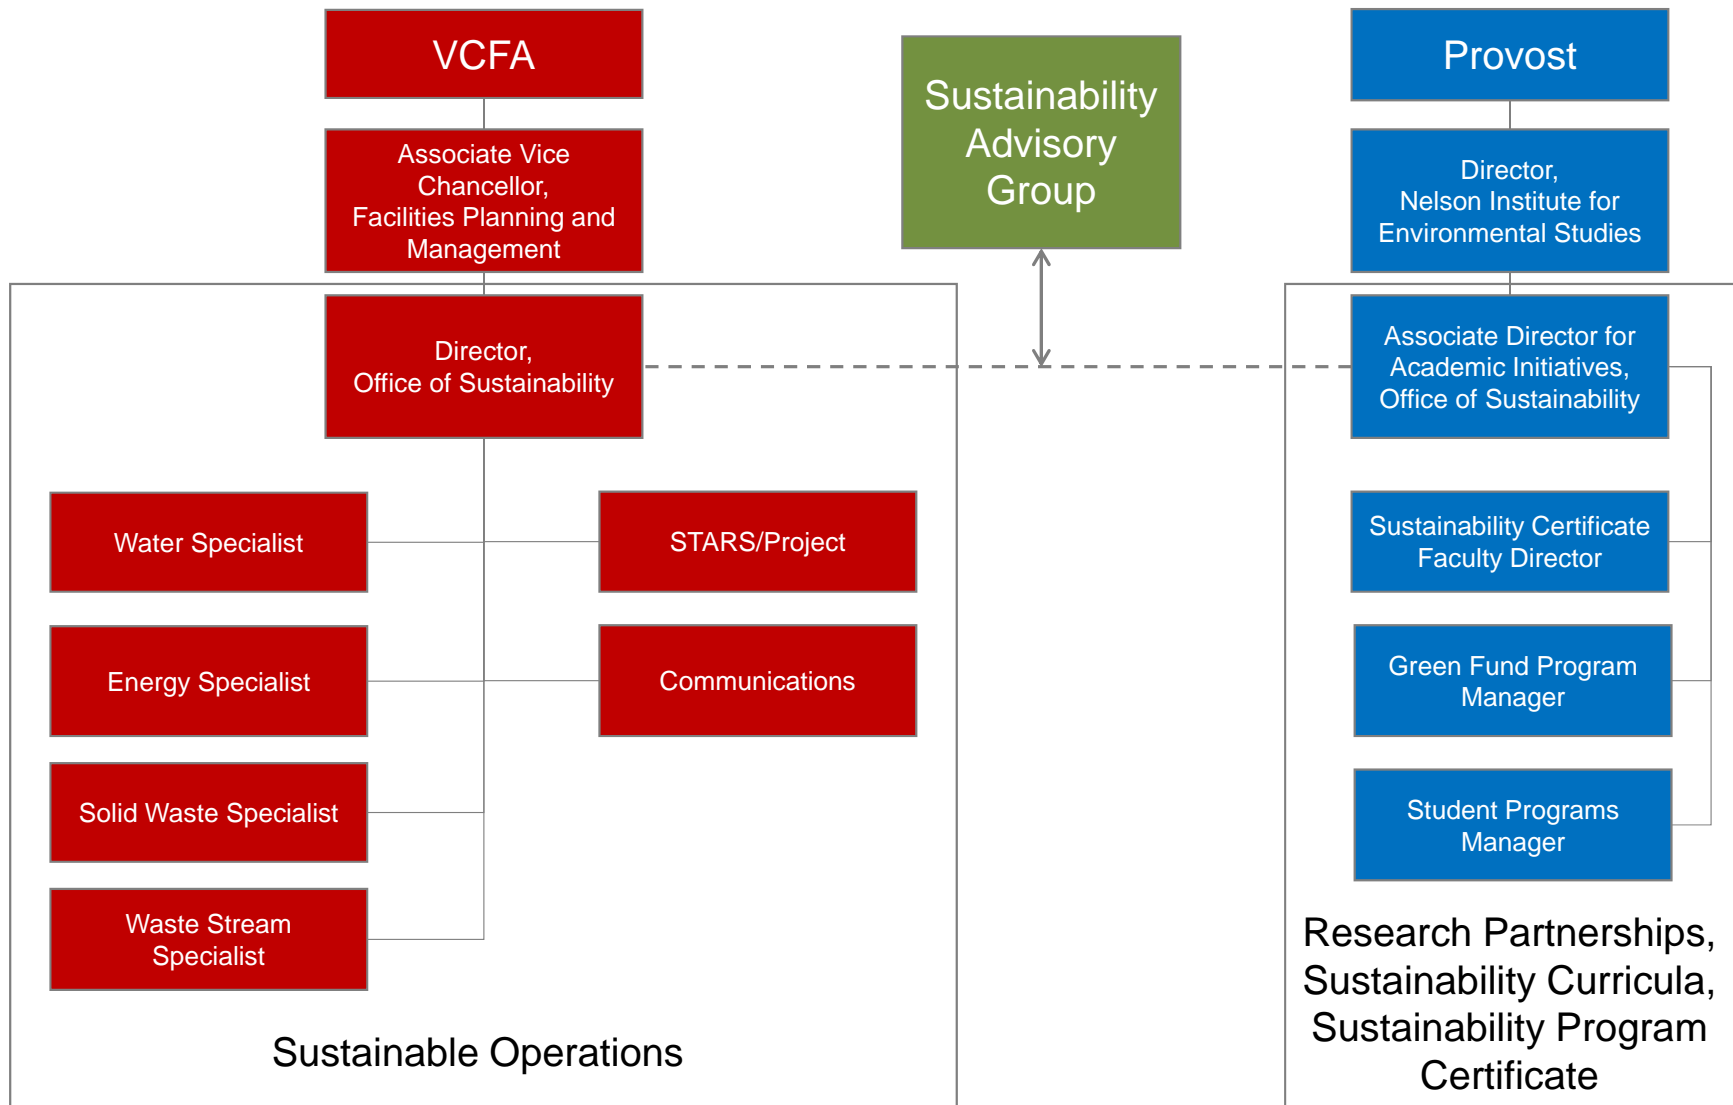 VCFA
Associate Vice
Chancellor,
Facilities Planning and
Management
Director,
Office of Sustainability
Water Specialist
STARS/Project
Energy Specialist
Communications
Solid Waste Specialist
Waste Stream
Specialist
Sustainable Operations
Sustainability
Advisory
Group
Provost
Director,
Nelson Institute for
Environmental Studies
Associate Director for
Academic Initiatives,
Office of Sustainability
Sustainability Certificate
Faculty Director
Green Fund Program
Manager
Student Programs
Manager
Research Partnerships,
Sustainability Curricula,
Sustainability Program
Certificate